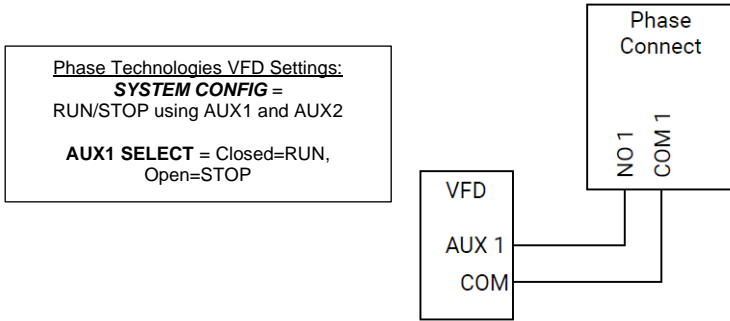 Phase Technologies VFD Settings:
SYSTEM CONFIG =
RUN/STOP using AUX1 and AUX2
AUX1 SELECT = Closed=RUN,
Open=STOP
Phase
Connect
NO 1
COM 1
VFD
AUX 1
COM